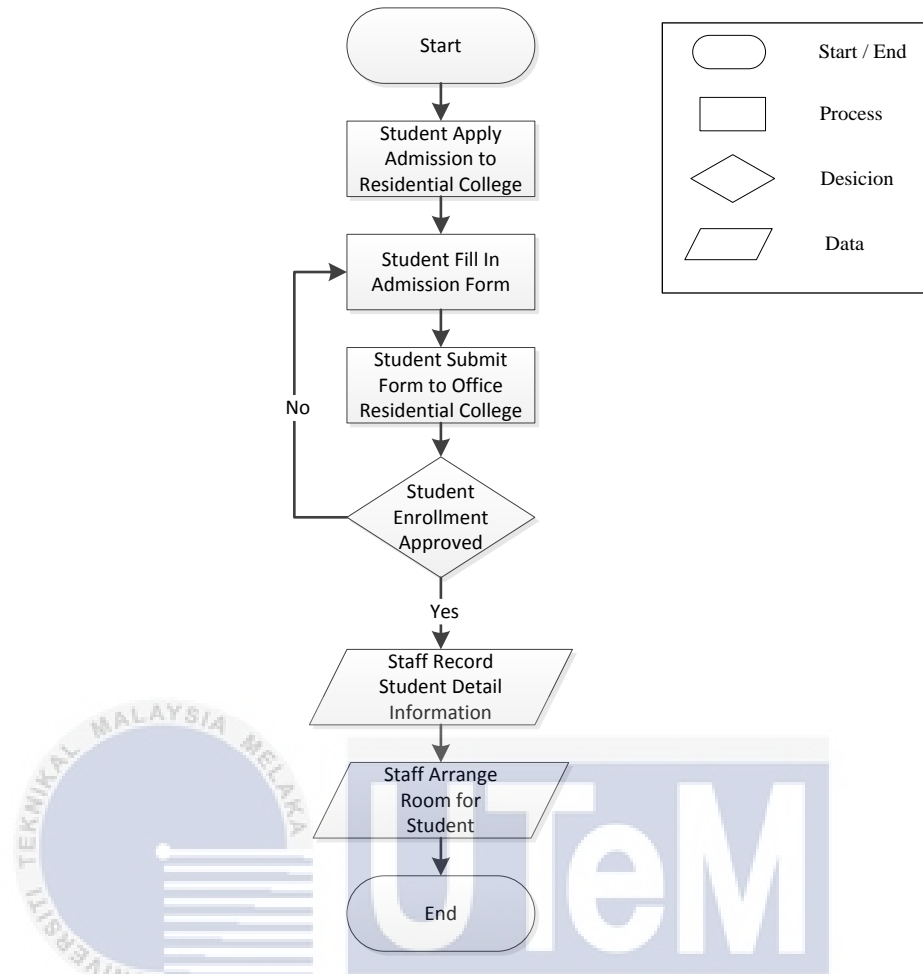 Start
Student Apply
Admission to
Residential College
Student Fill In
Admission Form
Student Submit
Form to Office
Residential College
No
Student
Enrollment
Approved
Yes
Staff Record
Student Detail
Information
Staff Arrange
Room for
Student
End
Start / End
Process
Desicion
Data
TEKNIKAL MALAYSIA MELAKA
UTeM